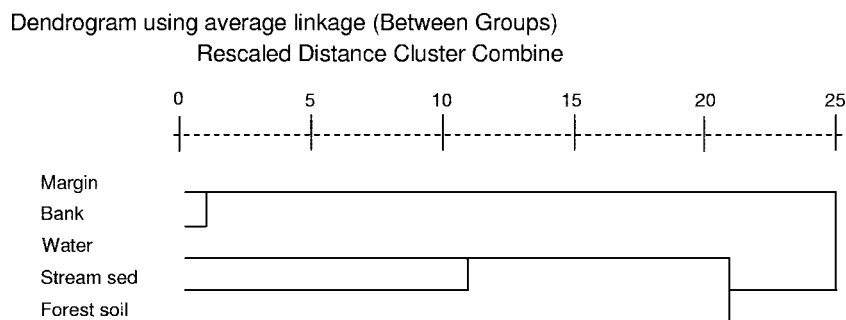 Dendrogram using average linkage (Between Groups)
Rescaled Distance Cluster Combine
0 5 10 15 20 25
Margin
Bank
Water
Stream sed
Forest soil